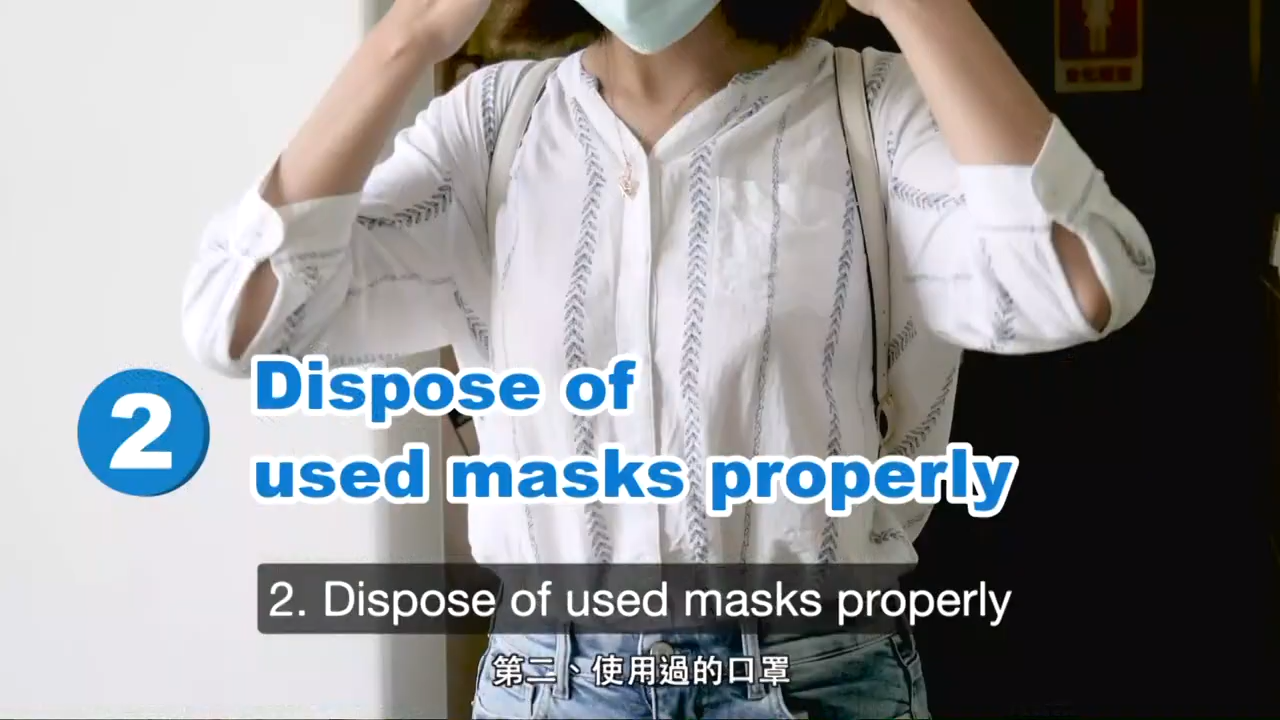 2
Dispose of
used masks properly
2. Dispose of used masks properly
第二、使用過的口罩